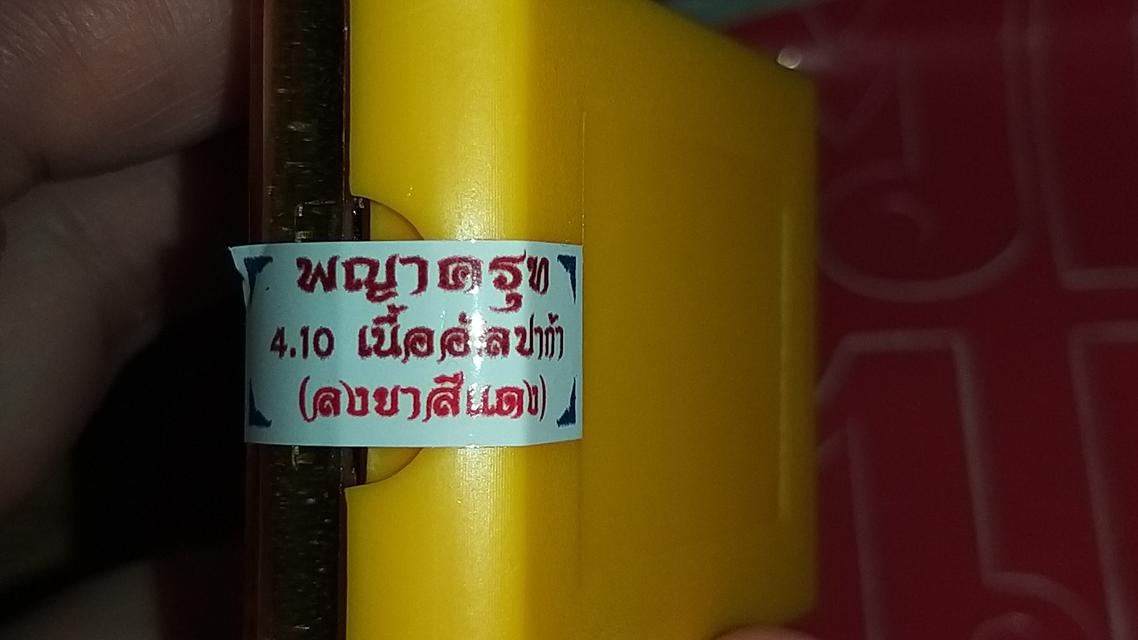 พญาครุฑ
4.10 เนื้ออัลปาก้า
(ลงยาสีแดง)